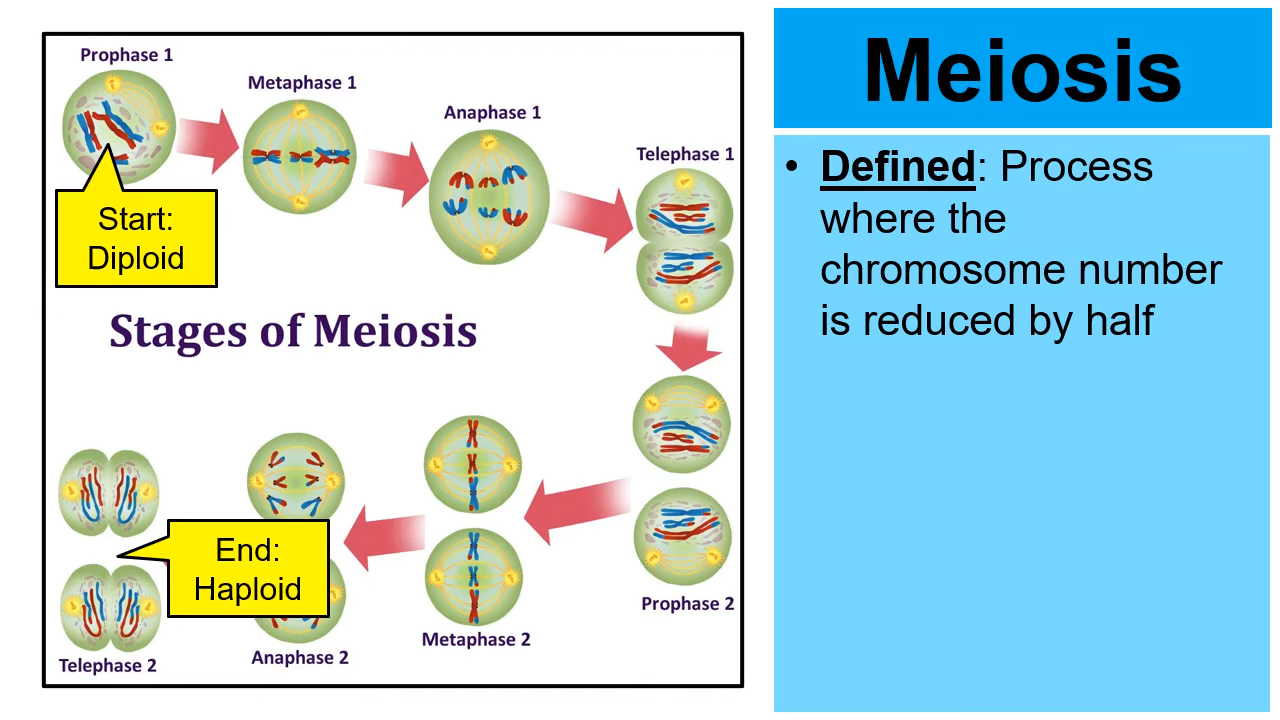 Prophase 1
Metaphase 1
Anaphase 1
Telephase 1
Start:
Diploid
Stages of Meiosis
End:
Haploid
Prophase 2
Metaphase 2
Anaphase 2
Telephase 2
Meiosis
• Defined: Process
where the
chromosome number
is reduced by half